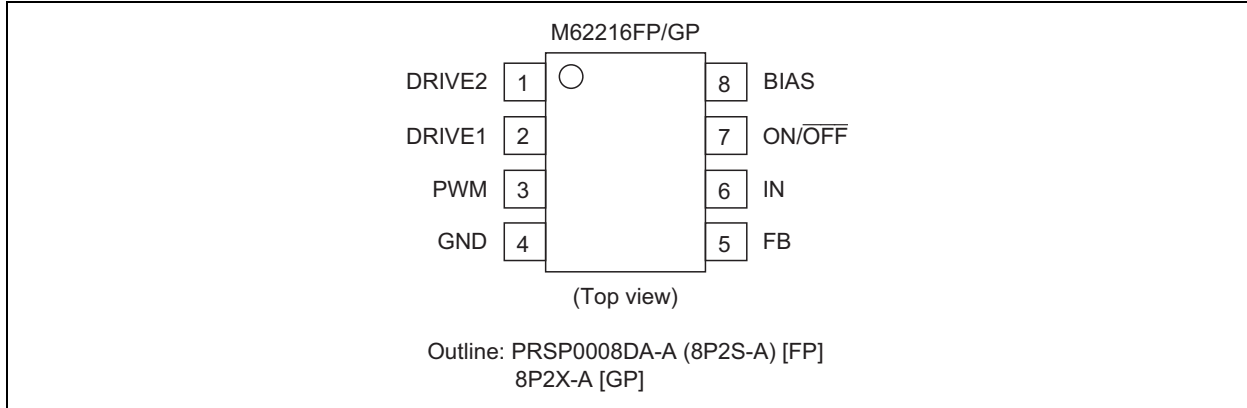 M62216FP/GP
DRIVE2 1 8 BIAS
DRIVE1 2 7 ON/O̅F̅F̅
PWM 3 6 IN
GND 4 5 FB
(Top view)
Outline: PRSP0008DA-A (8P2S-A) [FP]
8P2X-A [GP]